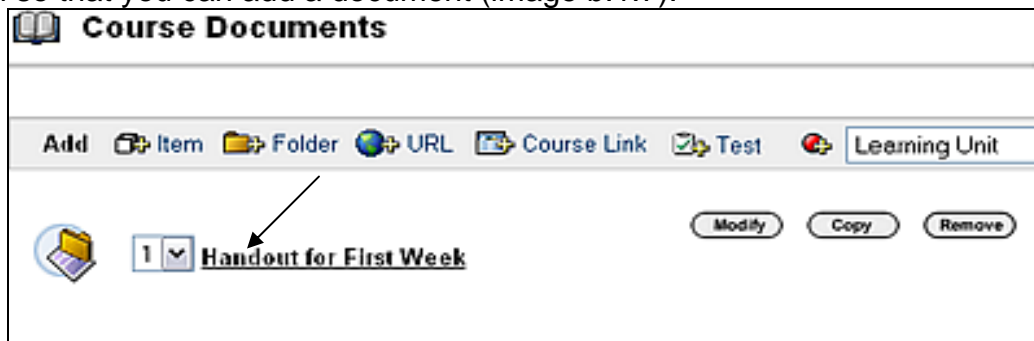 so that you can add a document (image
Course Documents
Add Item Folder URL Course Link Test Learning Unit
Modify Copy Remove
1 Handout for First Week